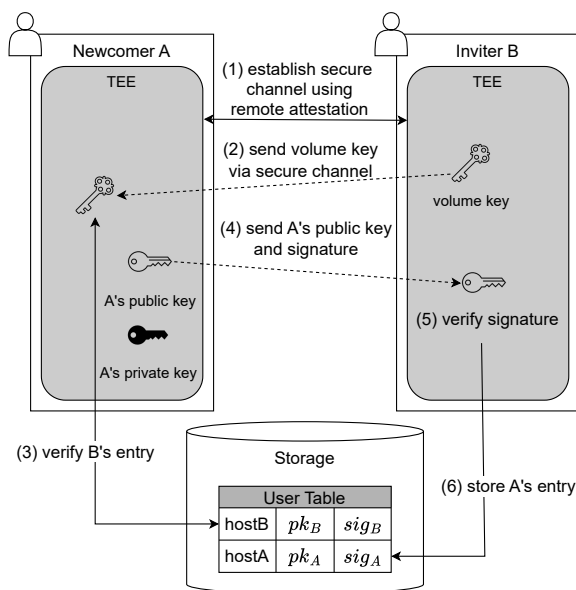 Newcomer A
Inviter B
TEE
TEE
(1) establish secure
channel using
remote attestation
(2) send volume key
via secure channel
volume key
(4) send A's public key
and signature
A's public key
(5) verify signature
A's private key
(3) verify B's entry
Storage
(6) store A's entry
User Table
hostB pk_B sig_B
hostA pk_A sig_A